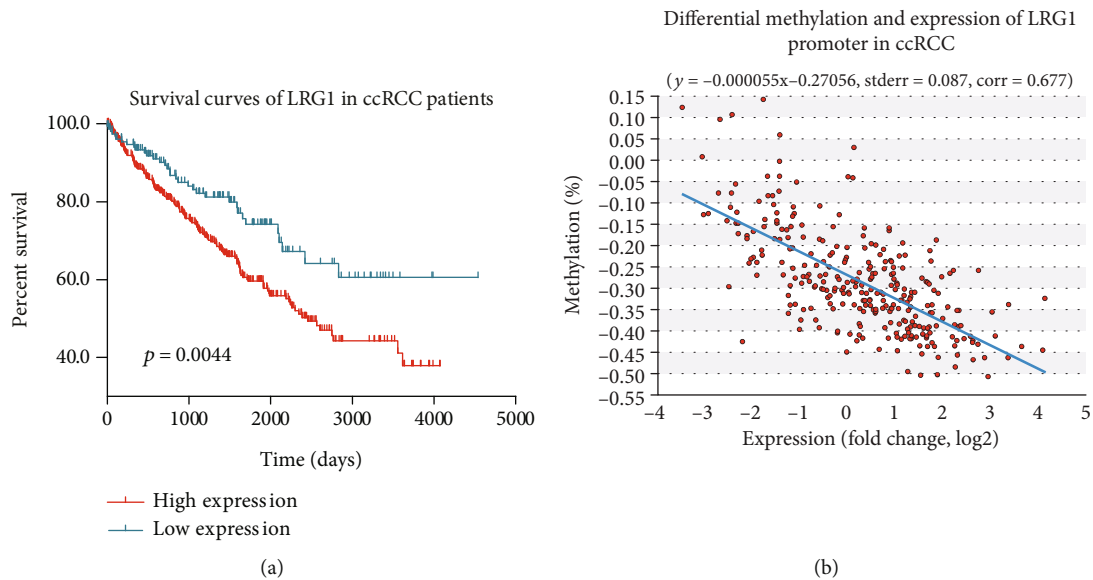 Survival curves of LRG1 in ccRCC patients
100.0
80.0
60.0
40.0
Percent survival
p = 0.0044
0
1000
2000
3000
4000
5000
Time (days)
High expression
Low expression
(a)
Differential methylation and expression of LRG1
promoter in ccRCC
(y = –0.000055x–0.27056, stderr = 0.087, corr = 0.677)
0.15
0.10
0.05
0.00
–0.05
–0.10
–0.15
–0.20
–0.25
–0.30
–0.35
–0.40
–0.45
–0.50
–0.55
Methylation (%)
–4
–3
–2
–1
0
1
2
3
4
5
Expression (fold change, log2)
(b)